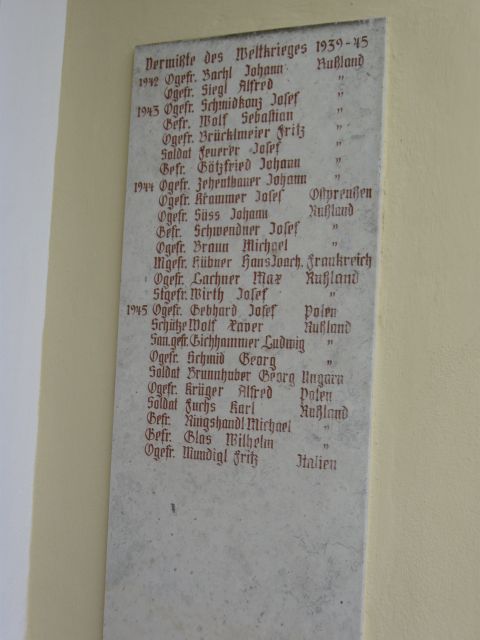 Vermißte des Weltkrieges 1939-45
1942 Ogefr. Bachl Johann Rußland
Ogefr. Siegl Alfred "
1943 Ogefr. Schmidkonz Josef "
Gefr. Wolf Sebastian "
Ogefr. Brücklmeier Fritz "
Soldat Feuerer Josef "
Gefr. Götzfried Johann "
1944 Ogefr. Zehentbauer Johann "
Ogefr. Krammer Josef Ostpreußen
Ogefr. Süss Johann Rußland
Gefr. Schwendner Josef "
Ogefr. Braun Michael "
Mgefr. Hübner HansJoach. Frankreich
Ogefr. Lachner Max Rußland
Stgefr. Wirth Josef "
1945 Ogefr. Gebhard Josef Polen
Schütze Wolf Xaver Rußland
San.gefr. Eichhammer Ludwig "
Ogefr. Schmid Georg "
Soldat Brunnhuber Georg Ungarn
Ogefr. Krüger Alfred Polen
Soldat Fuchs Karl Rußland
Gefr. Ringshandl Michael "
Gefr. Glas Wilhelm "
Ogefr. Mundigl Fritz Italien